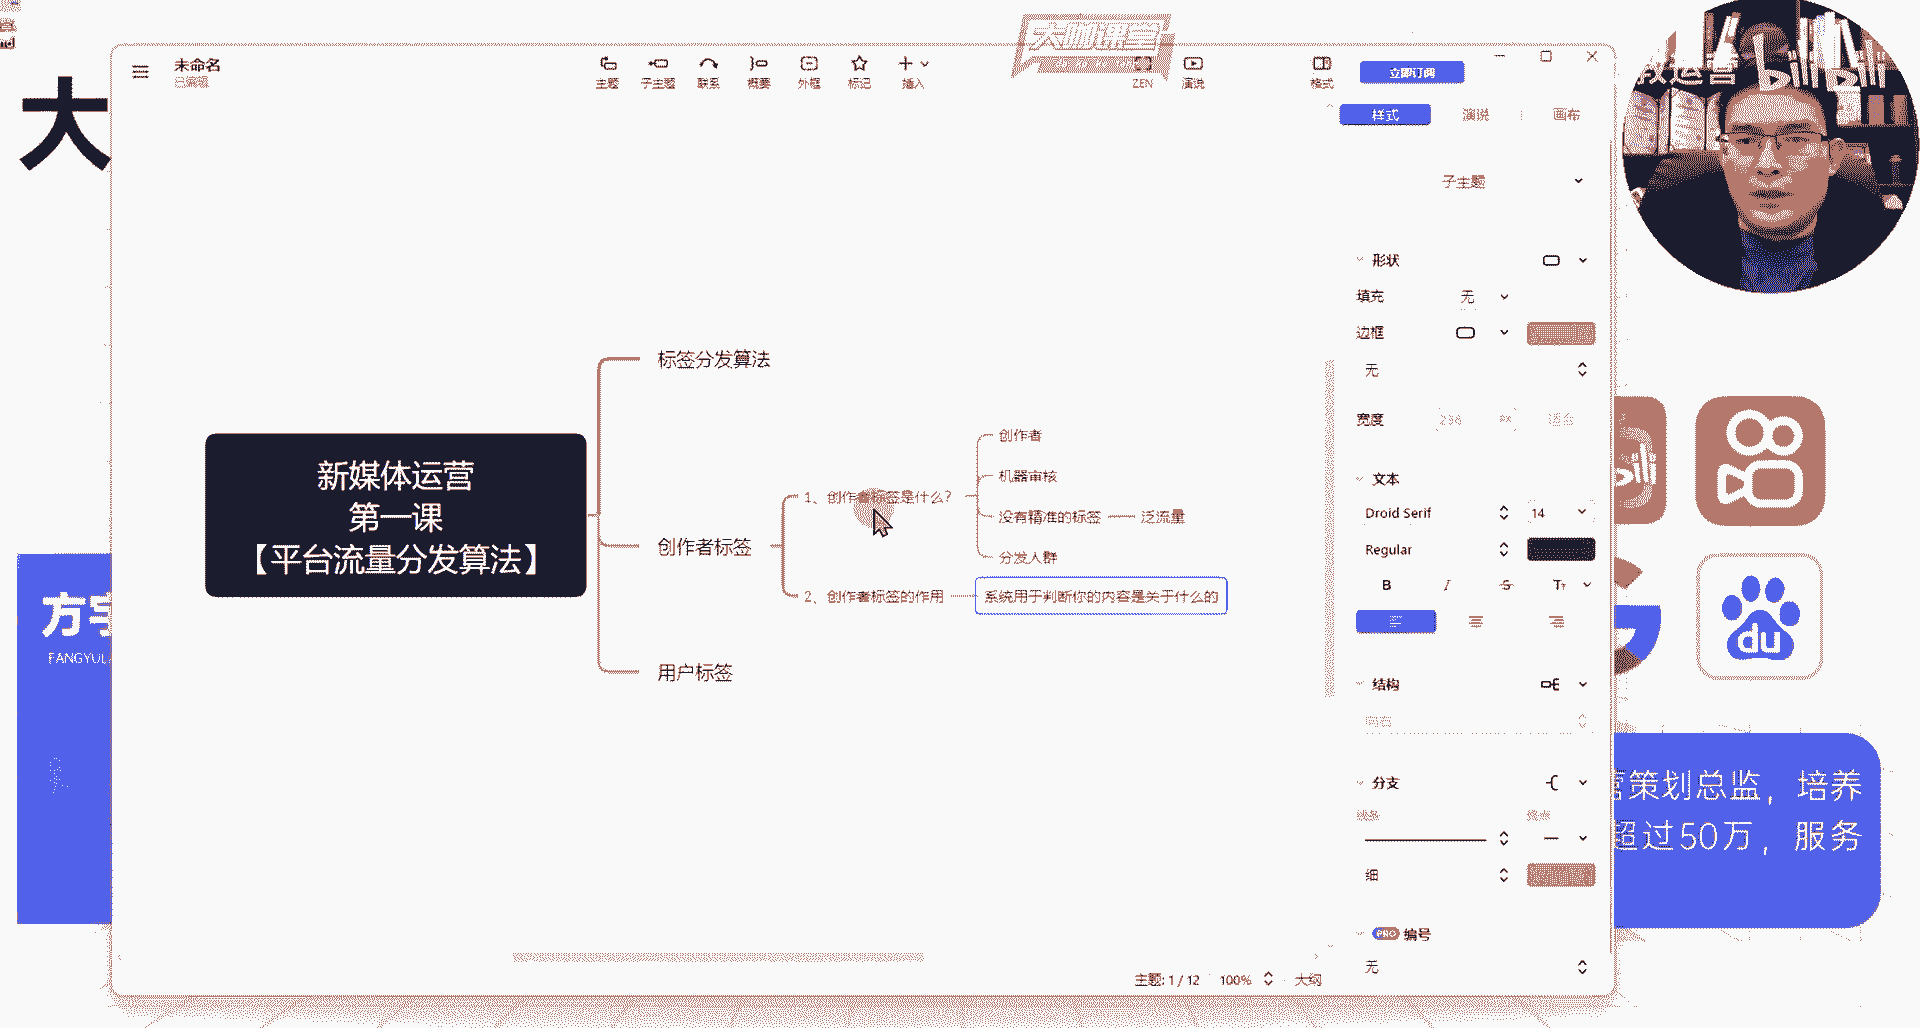 大
未命名
已编辑
主题
子主题
联系
概要
外框
标记
插入
大咖课堂
ZEN
演说
格式
立即订阅
样式
演说
画布
教运营
bilibili
子主题
形状
填充
无
边框
无
宽度
236
PX
适合
文本
Droid Serif
14
Regular
B
I
S
Tт
结构
向右
分支
线条
终点
细
PRO 编号
无
新媒体运营
第一课
【平台流量分发算法】
标签分发算法
创作者标签
用户标签
1、创作者标签是什么?
创作者
机器审核
没有精准的标签
泛流量
分发人群
2、创作者标签的作用
系统用于判断你的内容是关于什么的
主题: 1 / 12
100%
大纲
FANGYU
du
策划总监，培养
超过50万，服务